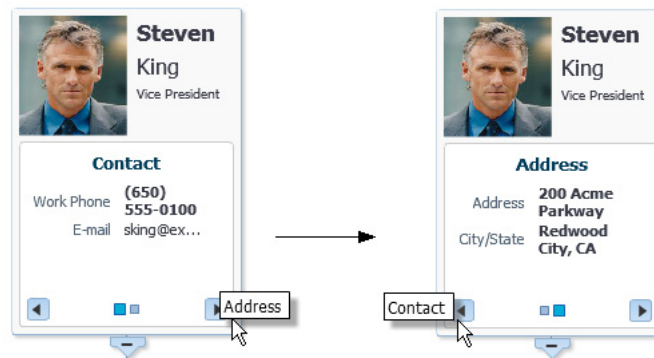 Steven
King
Vice President
Contact
Work Phone (650)
555-0100
E-mail sking@ex...
Address
Steven
King
Vice President
Address
Address 200 Acme
Parkway
City/State Redwood
City, CA
Contact